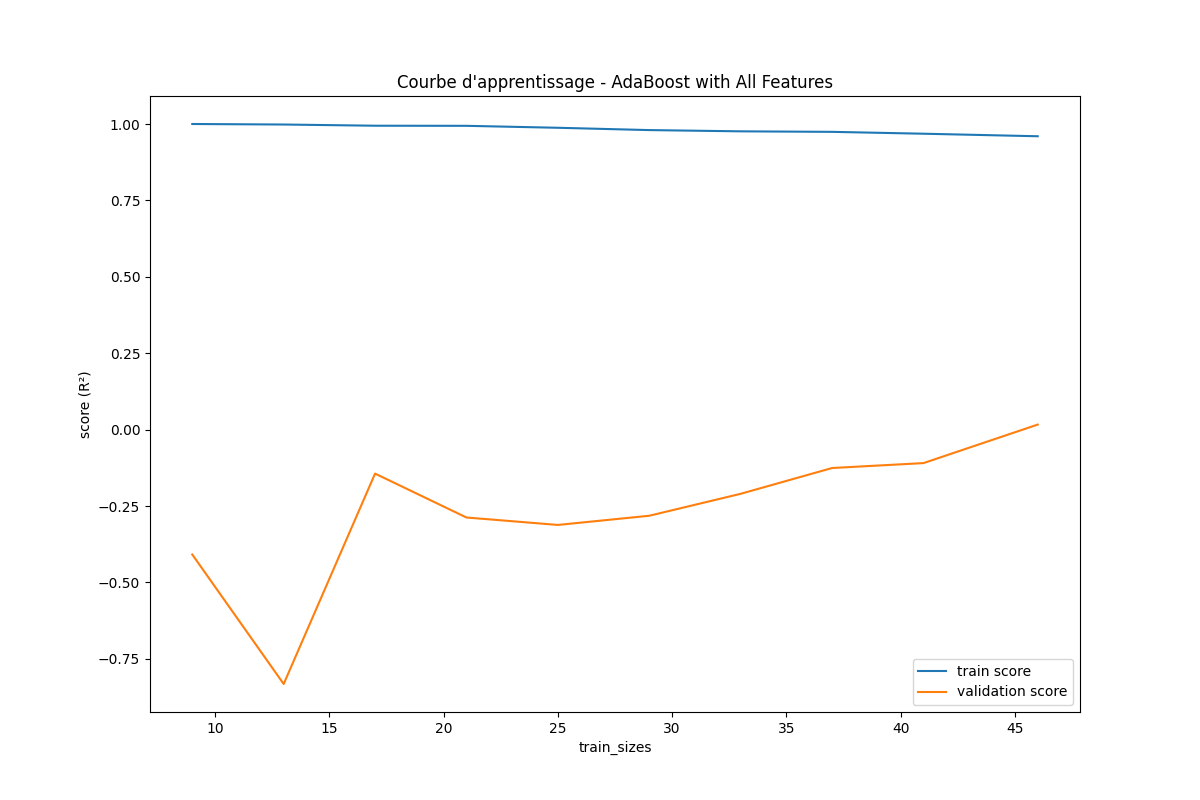 Courbe d'apprentissage - AdaBoost with All Features
score (R²)
1.00
0.75
0.50
0.25
0.00
−0.25
−0.50
−0.75
10 15 20 25 30 35 40 45
train_sizes
train score
validation score